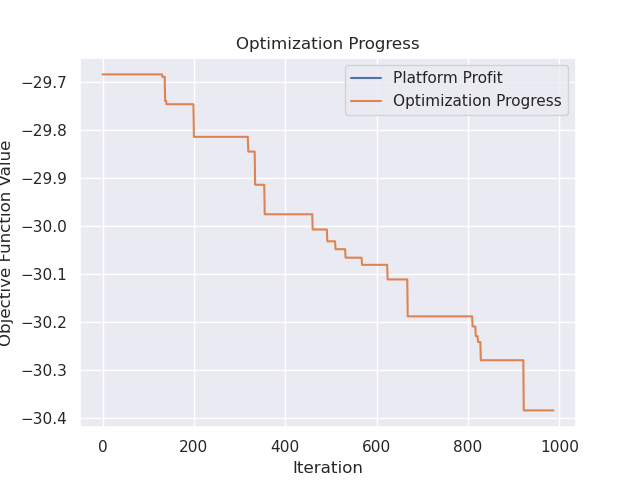 Optimization Progress
Platform Profit
Optimization Progress
Objective Function Value
−29.7
−29.8
−29.9
−30.0
−30.1
−30.2
−30.3
−30.4
0 200 400 600 800 1000
Iteration